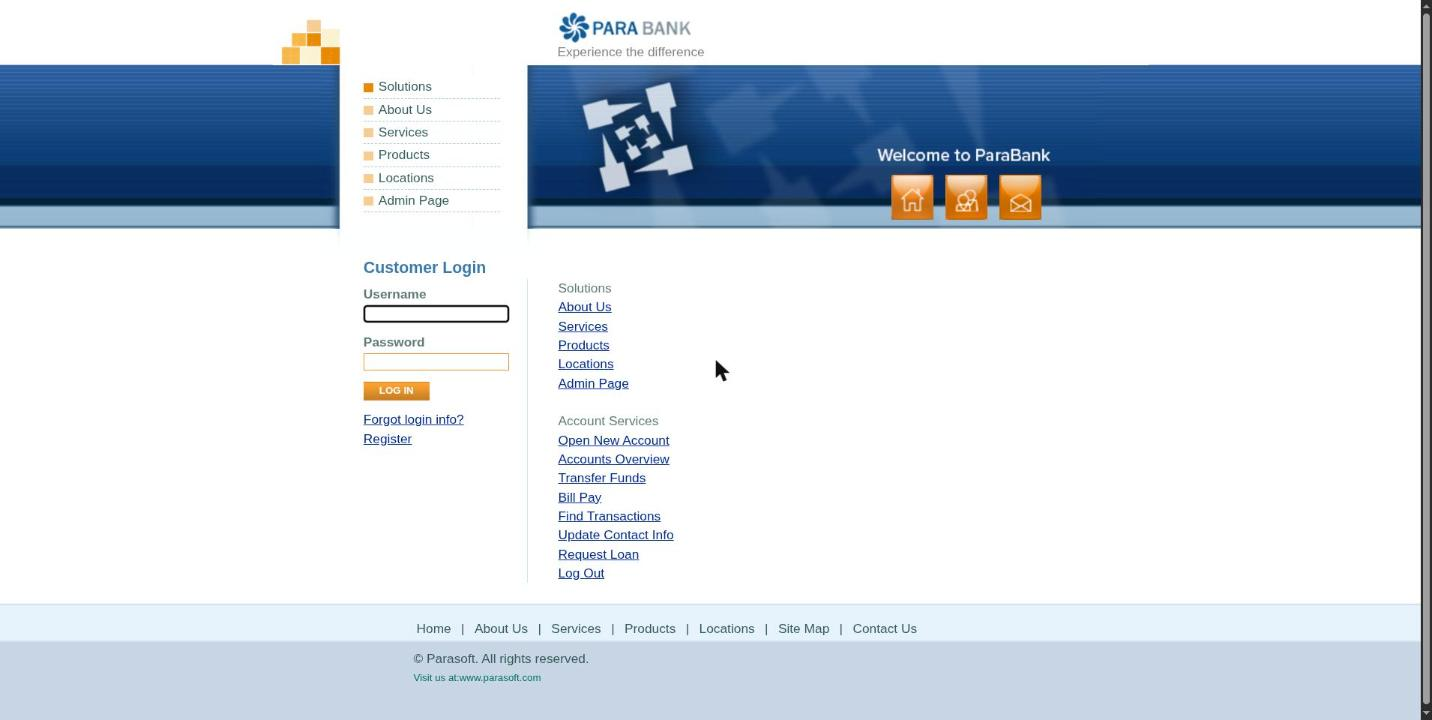 PARA BANK
Experience the difference
Solutions
About Us
Services
Products
Locations
Admin Page
Welcome to ParaBank
Customer Login
Username
Password
LOG IN
Forgot login info?
Register
Solutions
About Us
Services
Products
Locations
Admin Page
Account Services
Open New Account
Accounts Overview
Transfer Funds
Bill Pay
Find Transactions
Update Contact Info
Request Loan
Log Out
Home | About Us | Services | Products | Locations | Site Map | Contact Us
© Parasoft. All rights reserved.
Visit us at:www.parasoft.com